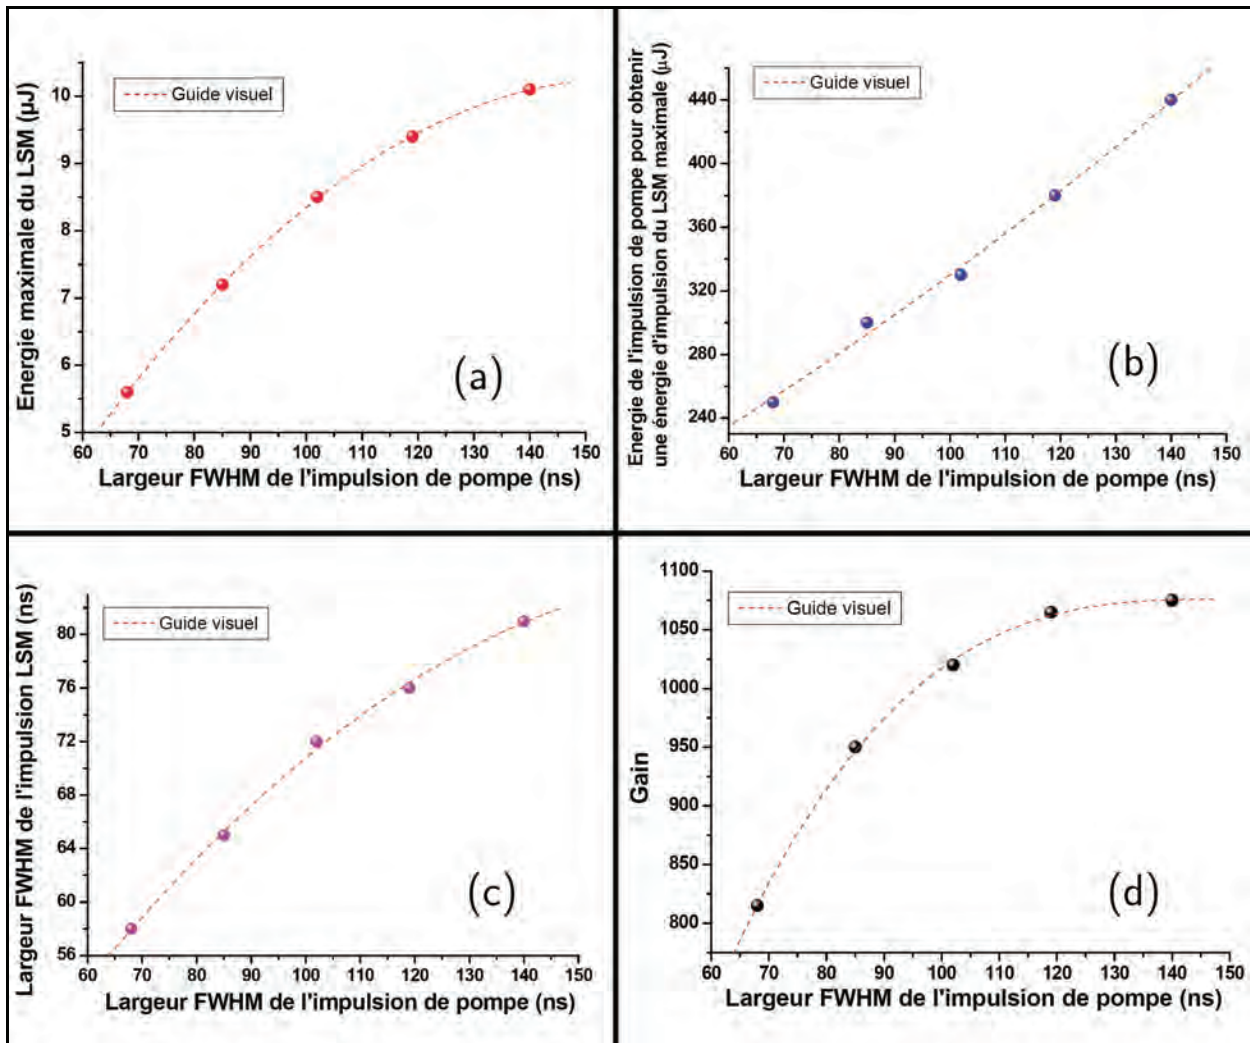 Energie maximale du LSM (µJ)
10
9
8
7
6
5
Guide visuel
(a)
60 70 80 90 100 110 120 130 140 150
Largeur FWHM de l'impulsion de pompe (ns)
Energie de l'impulsion de pompe pour obtenir
une énergie d'impulsion du LSM maximale (µJ)
440
400
360
320
280
240
Guide visuel
(b)
60 70 80 90 100 110 120 130 140 150
Largeur FWHM de l'impulsion de pompe (ns)
Largeur FWHM de l'impulsion LSM (ns)
80
76
72
68
64
60
56
Guide visuel
(c)
60 70 80 90 100 110 120 130 140 150
Largeur FWHM de l'impulsion de pompe (ns)
Gain
1100
1050
1000
950
900
850
800
Guide visuel
(d)
60 70 80 90 100 110 120 130 140 150
Largeur FWHM de l'impulsion de pompe (ns)